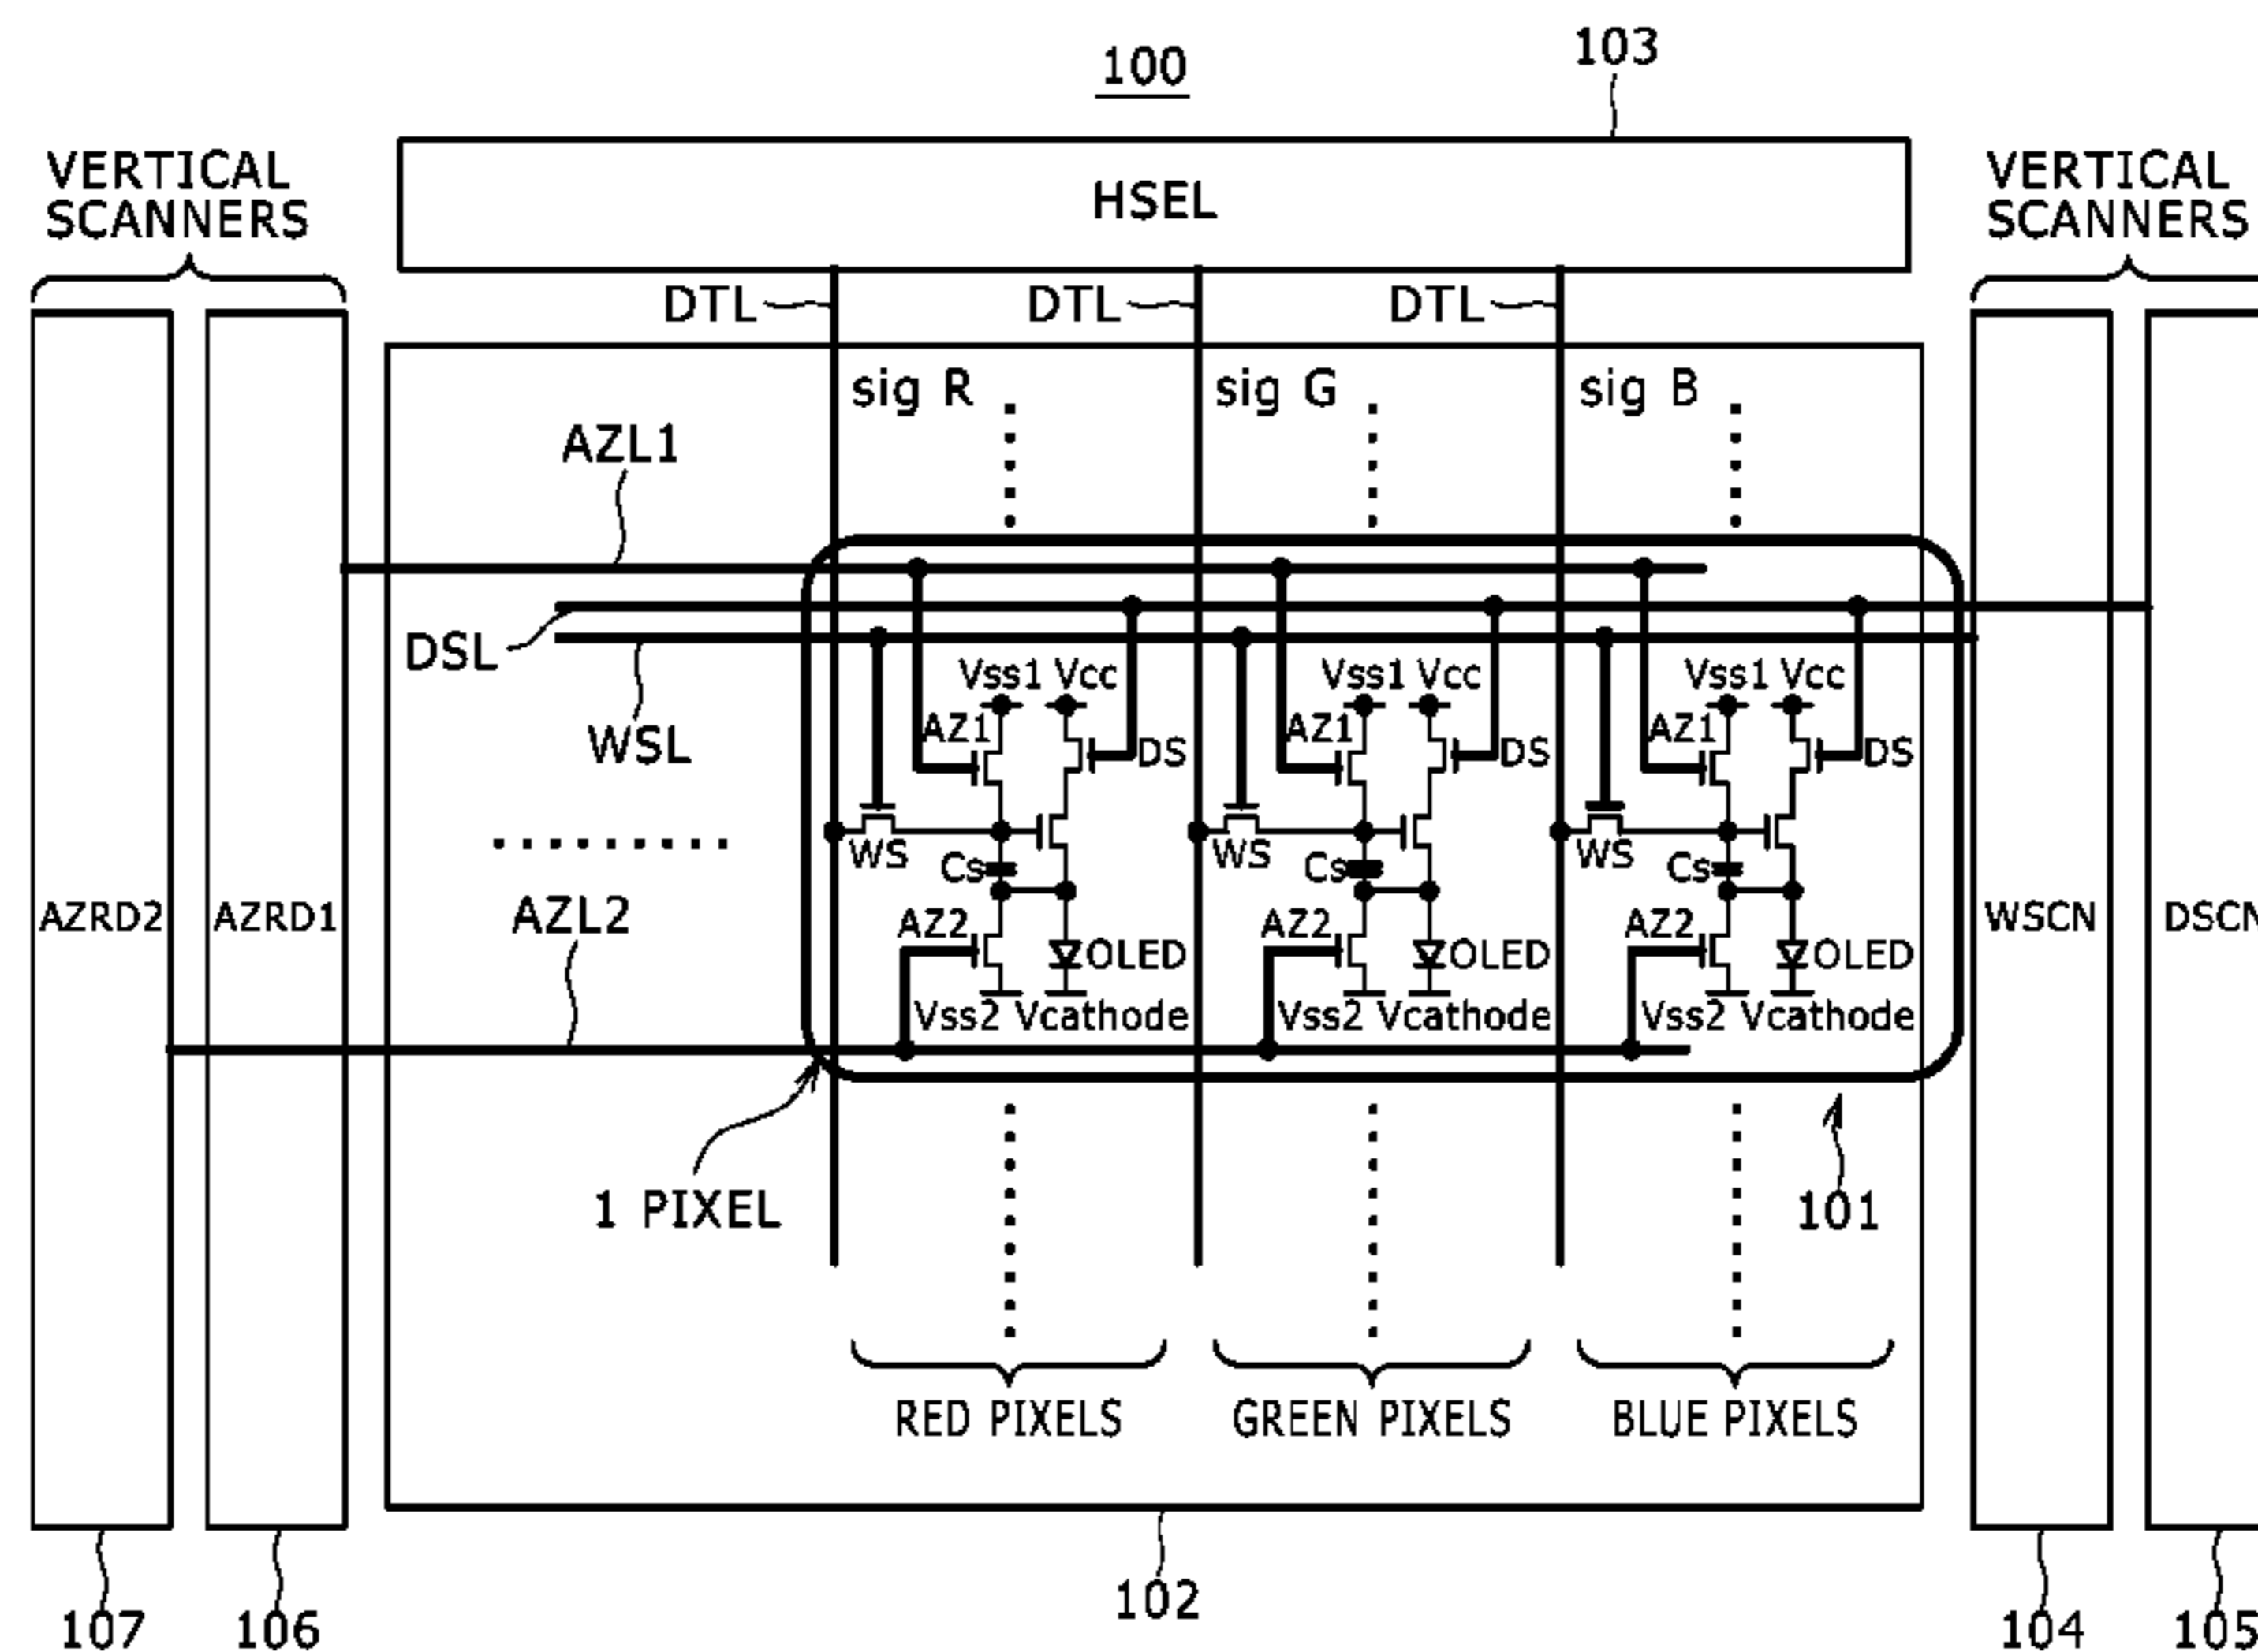 100
103
VERTICAL
SCANNERS
HSEL
VERTICAL
SCANNERS
DTL
DTL
DTL
sig R
sig G
sig B
AZL1
DSL
WSL
Vss1 Vcc
Vss1 Vcc
Vss1 Vcc
AZ1
DS
AZ1
DS
AZ1
DS
WS
Cs
WS
Cs
WS
Cs
AZRD2
AZRD1
AZL2
AZ2
OLED
AZ2
OLED
AZ2
OLED
WSCN
DSCN
Vss2 Vcathode
Vss2 Vcathode
Vss2 Vcathode
1 PIXEL
101
RED PIXELS
GREEN PIXELS
BLUE PIXELS
102
107
106
104
105